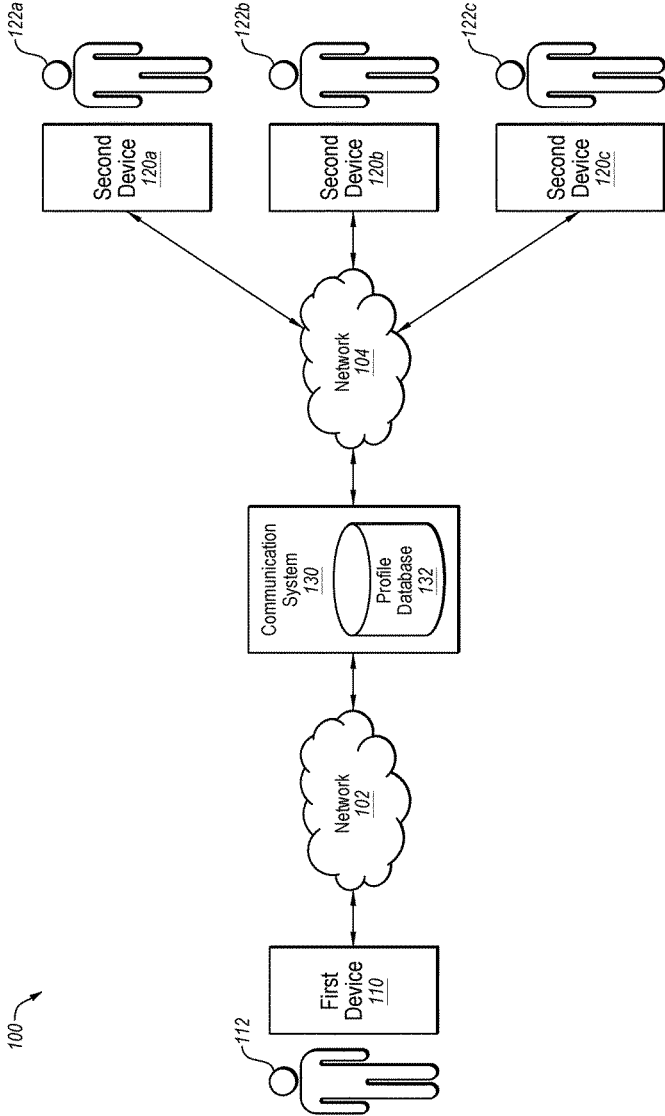 100
112
First
Device
110
Network
102
Communication
System
130
Profile
Database
132
Network
104
Second
Device
120a
122a
Second
Device
120b
122b
Second
Device
120c
122c